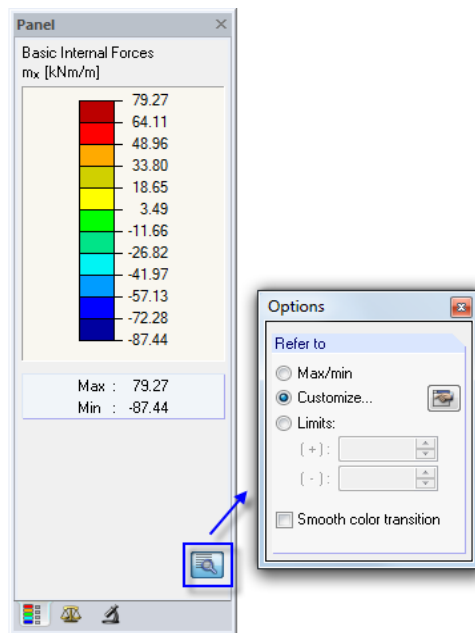 Panel
Basic Internal Forces
mx [kNm/m]
79.27
64.11
48.96
33.80
18.65
3.49
-11.66
-26.82
-41.97
-57.13
-72.28
-87.44
Max : 79.27
Min : -87.44
Options
Refer to
Max/min
Customize...
Limits:
(+):
(-):
Smooth color transition